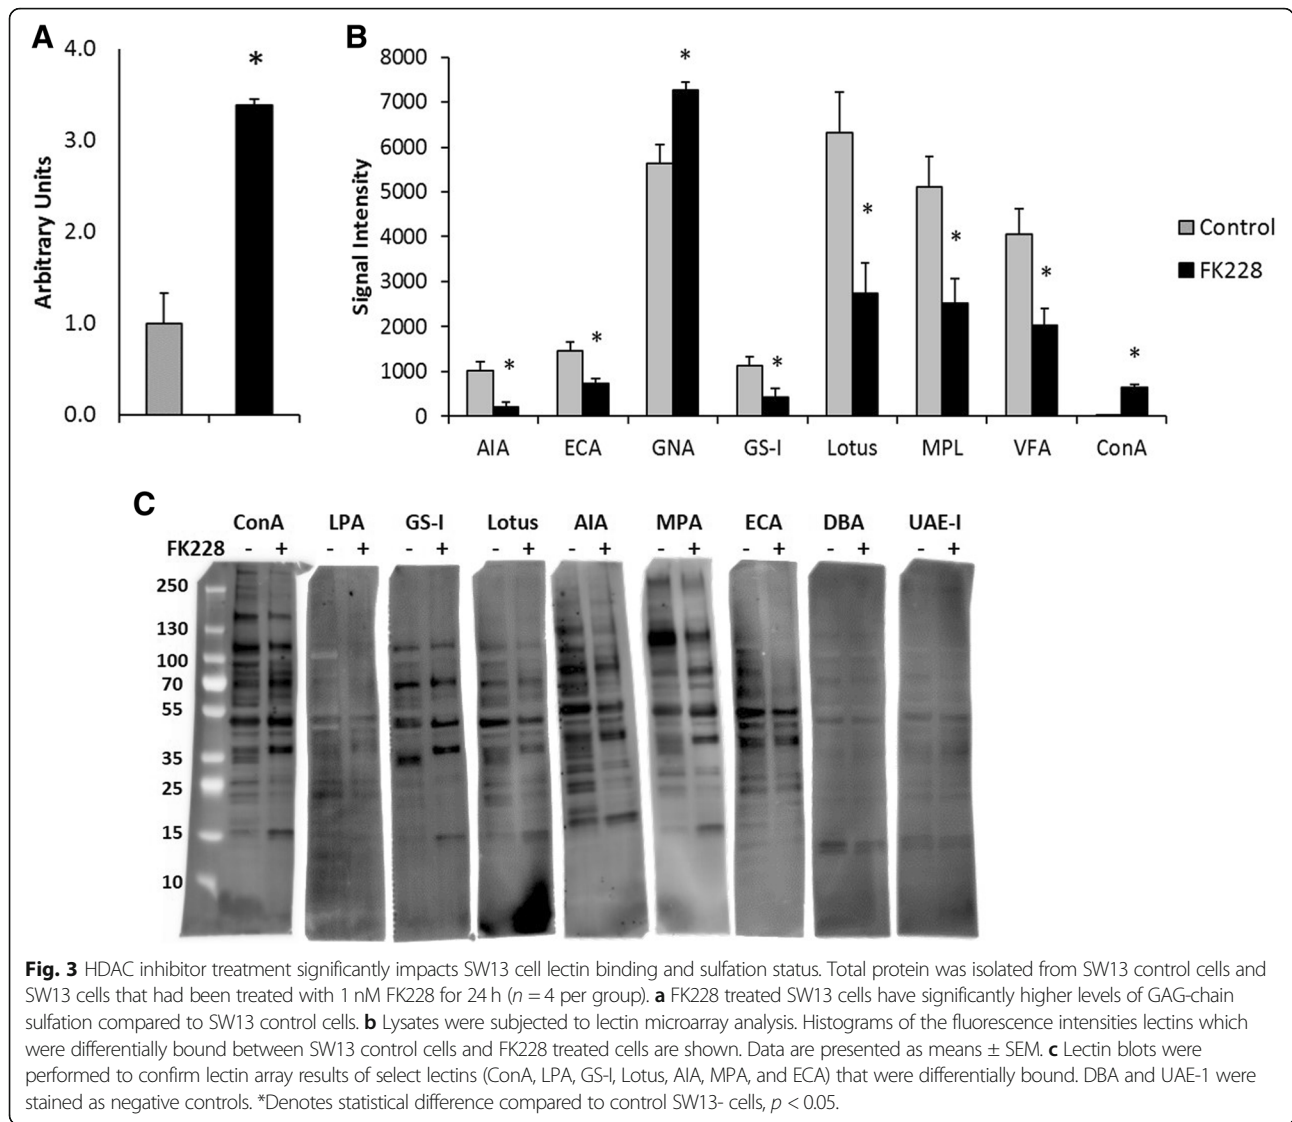 A
4.0
3.0
2.0
1.0
0.0
Arbitrary Units
*
B
8000
7000
6000
5000
4000
3000
2000
1000
0
Signal Intensity
* * * * * * * *
AIA ECA GNA GS-I Lotus MPL VFA ConA
Control
FK228
C
ConA LPA GS-I Lotus AIA MPA ECA DBA UAE-I
FK228 - + - + - + - + - + - + - + - + - +
250
130
100
70
55
35
25
15
10
Fig. 3 HDAC inhibitor treatment significantly impacts SW13 cell lectin binding and sulfation status. Total protein was isolated from SW13 control cells and
SW13 cells that had been treated with 1 nM FK228 for 24 h (n = 4 per group). a FK228 treated SW13 cells have significantly higher levels of GAG-chain
sulfation compared to SW13 control cells. b Lysates were subjected to lectin microarray analysis. Histograms of the fluorescence intensities lectins which
were differentially bound between SW13 control cells and FK228 treated cells are shown. Data are presented as means ± SEM. c Lectin blots were
performed to confirm lectin array results of select lectins (ConA, LPA, GS-I, Lotus, AIA, MPA, and ECA) that were differentially bound. DBA and UAE-1 were
stained as negative controls. *Denotes statistical difference compared to control SW13- cells, p < 0.05.